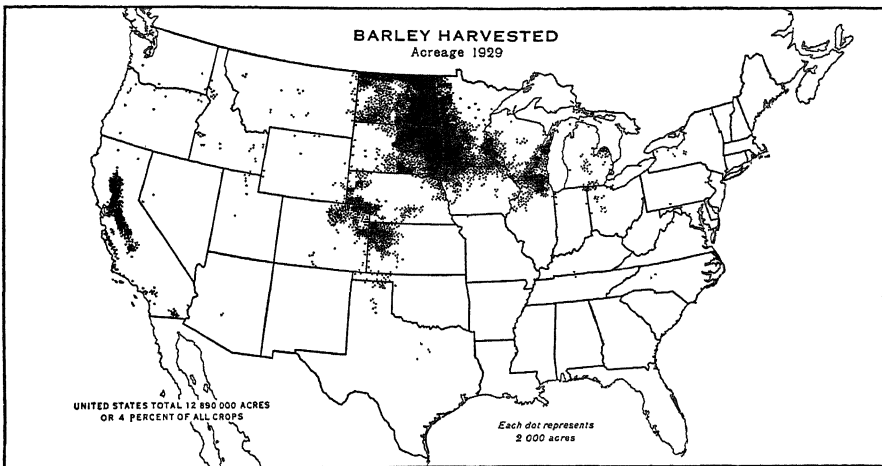 BARLEY HARVESTED
Acreage 1929
UNITED STATES TOTAL 12 890 000 ACRES
OR 4 PERCENT OF ALL CROPS
Each dot represents
2 000 acres